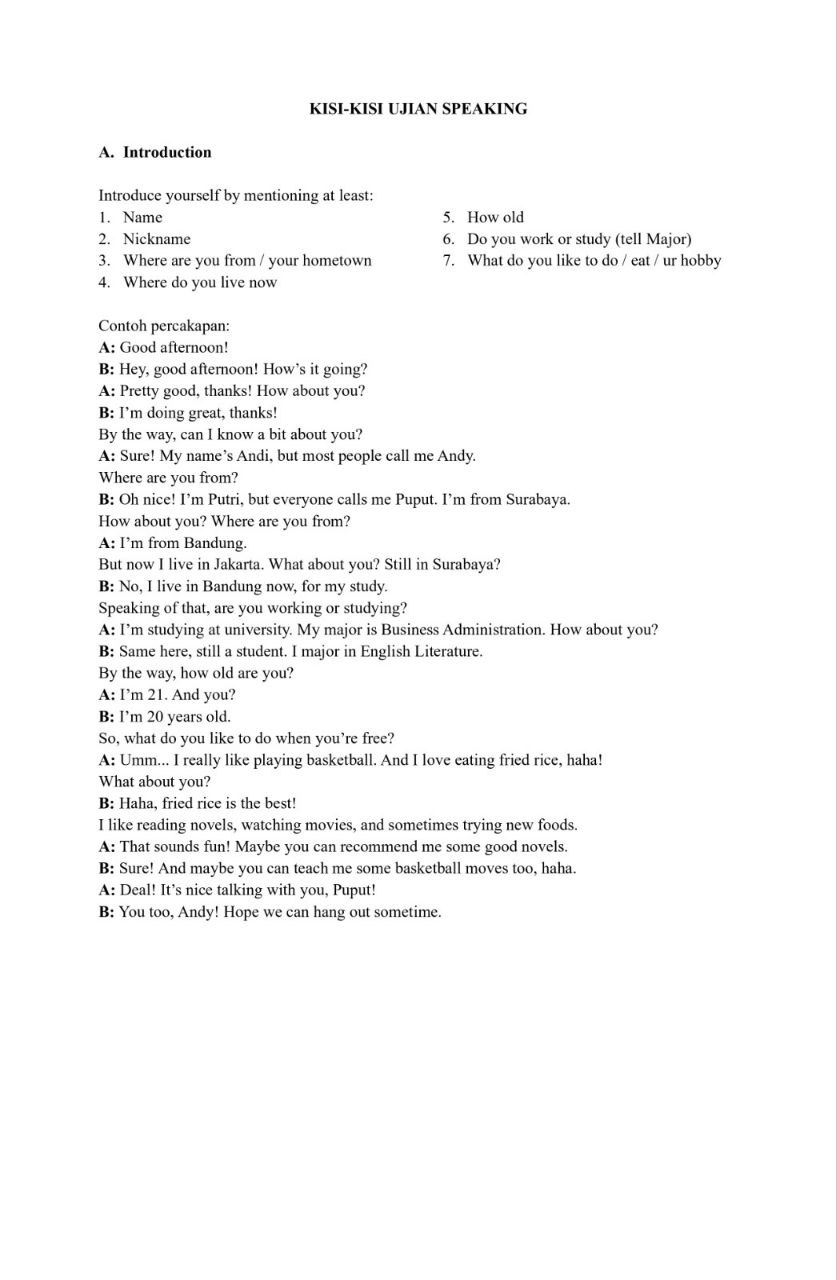 KISI-KISI UJIAN SPEAKING
A. Introduction
Introduce yourself by mentioning at least:
1. Name
2. Nickname
3. Where are you from / your hometown
4. Where do you live now
5. How old
6. Do you work or study (tell Major)
7. What do you like to do / eat / ur hobby
Contoh percakapan:
A: Good afternoon!
B: Hey, good afternoon! How’s it going?
A: Pretty good, thanks! How about you?
B: I’m doing great, thanks!
By the way, can I know a bit about you?
A: Sure! My name’s Andi, but most people call me Andy.
Where are you from?
B: Oh nice! I’m Putri, but everyone calls me Puput. I’m from Surabaya.
How about you? Where are you from?
A: I’m from Bandung.
But now I live in Jakarta. What about you? Still in Surabaya?
B: No, I live in Bandung now, for my study.
Speaking of that, are you working or studying?
A: I’m studying at university. My major is Business Administration. How about you?
B: Same here, still a student. I major in English Literature.
By the way, how old are you?
A: I’m 21. And you?
B: I’m 20 years old.
So, what do you like to do when you’re free?
A: Umm... I really like playing basketball. And I love eating fried rice, haha!
What about you?
B: Haha, fried rice is the best!
I like reading novels, watching movies, and sometimes trying new foods.
A: That sounds fun! Maybe you can recommend me some good novels.
B: Sure! And maybe you can teach me some basketball moves too, haha.
A: Deal! It’s nice talking with you, Puput!
B: You too, Andy! Hope we can hang out sometime.